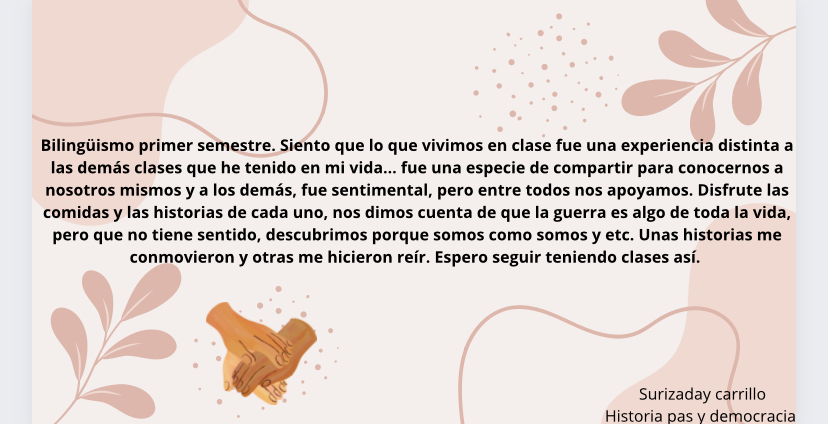 Bilingüismo primer semestre. Siento que lo que vivimos en clase fue una experiencia distinta a
las demás clases que he tenido en mi vida... fue una especie de compartir para conocernos a
nosotros mismos y a los demás, fue sentimental, pero entre todos nos apoyamos. Disfrute las
comidas y las historias de cada uno, nos dimos cuenta de que la guerra es algo de toda la vida,
pero que no tiene sentido, descubrimos porque somos como somos y etc. Unas historias me
conmovieron y otras me hicieron reír. Espero seguir teniendo clases así.
Surizaday carrillo
Historia pas y democracia